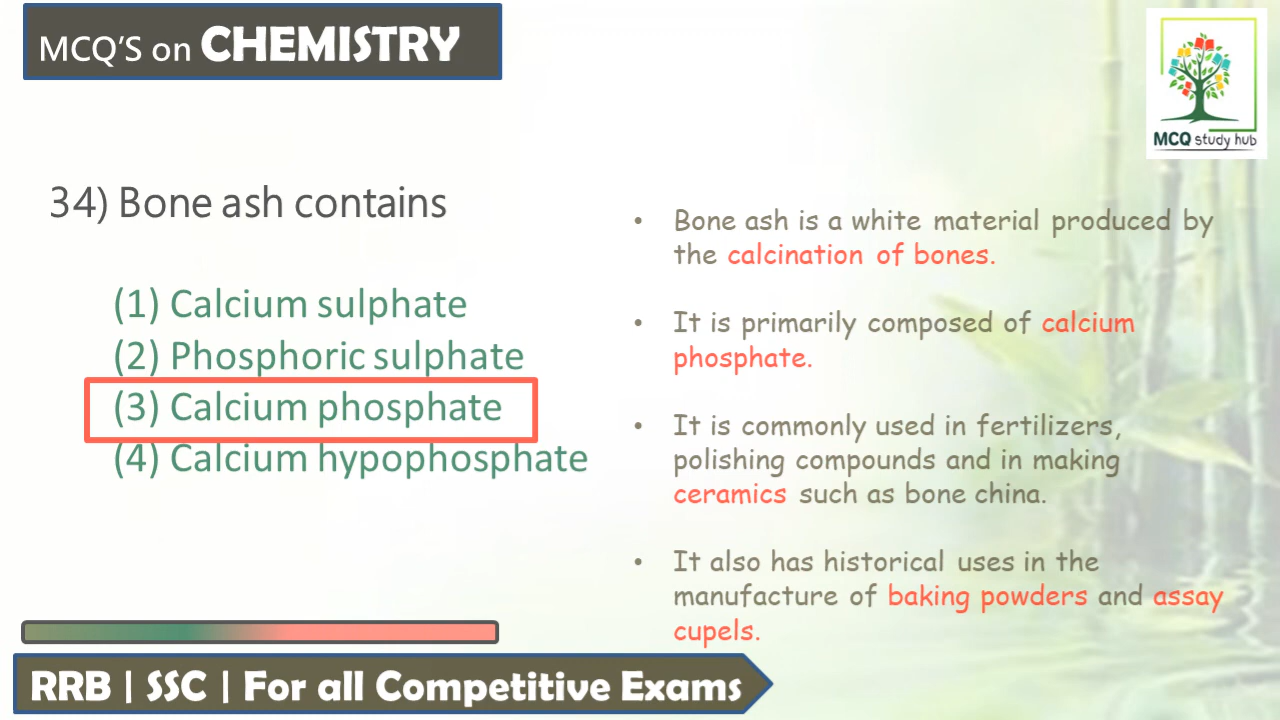 MCQ'S on CHEMISTRY
MCQ study hub
34) Bone ash contains
(1) Calcium sulphate
(2) Phosphoric sulphate
(3) Calcium phosphate
(4) Calcium hypophosphate
• Bone ash is a white material produced by
the calcination of bones.
• It is primarily composed of calcium
phosphate.
• It is commonly used in fertilizers,
polishing compounds and in making
ceramics such as bone china.
• It also has historical uses in the
manufacture of baking powders and assay
cupels.
RRB | SSC | For all Competitive Exams